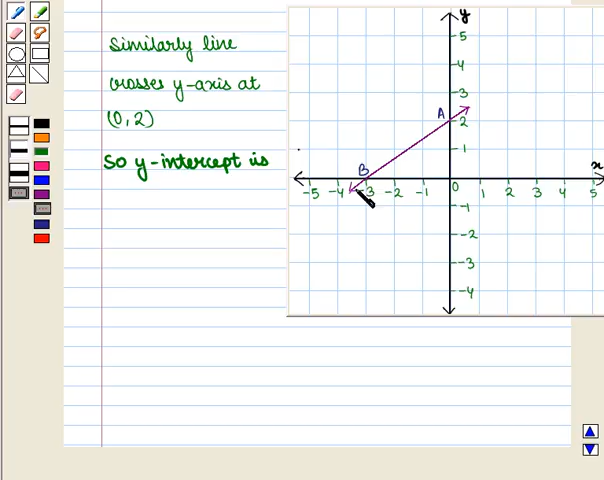 Similarly line
crosses y-axis at
(0, 2)
So y-intercept is
y
5
4
3
A
2
1
B
x
-5 -4 -3 -2 -1 0 1 2 3 4 5
-1
-2
-3
-4